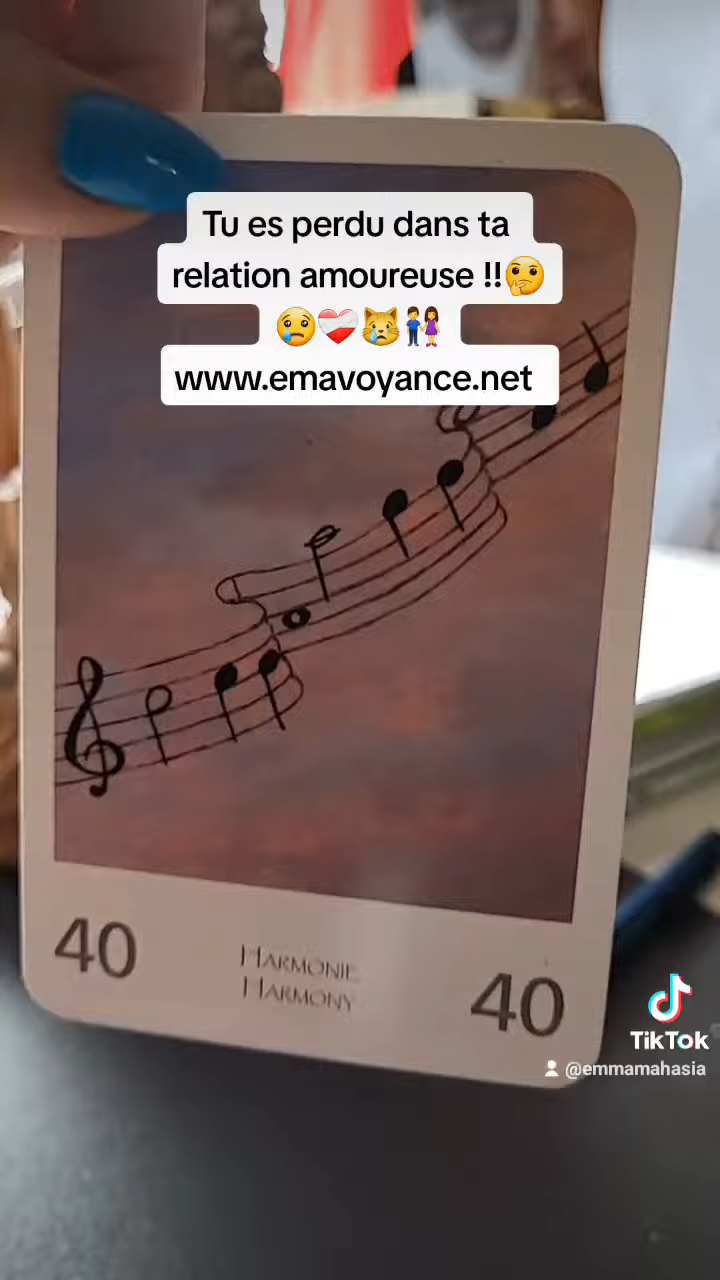 Tu es perdu dans ta
relation amoureuse !!🤔
😢❤️‍🩹😿👫
www.emavoyance.net
40
HARMONIE
HARMONY
40
TikTok
@emmamahasia